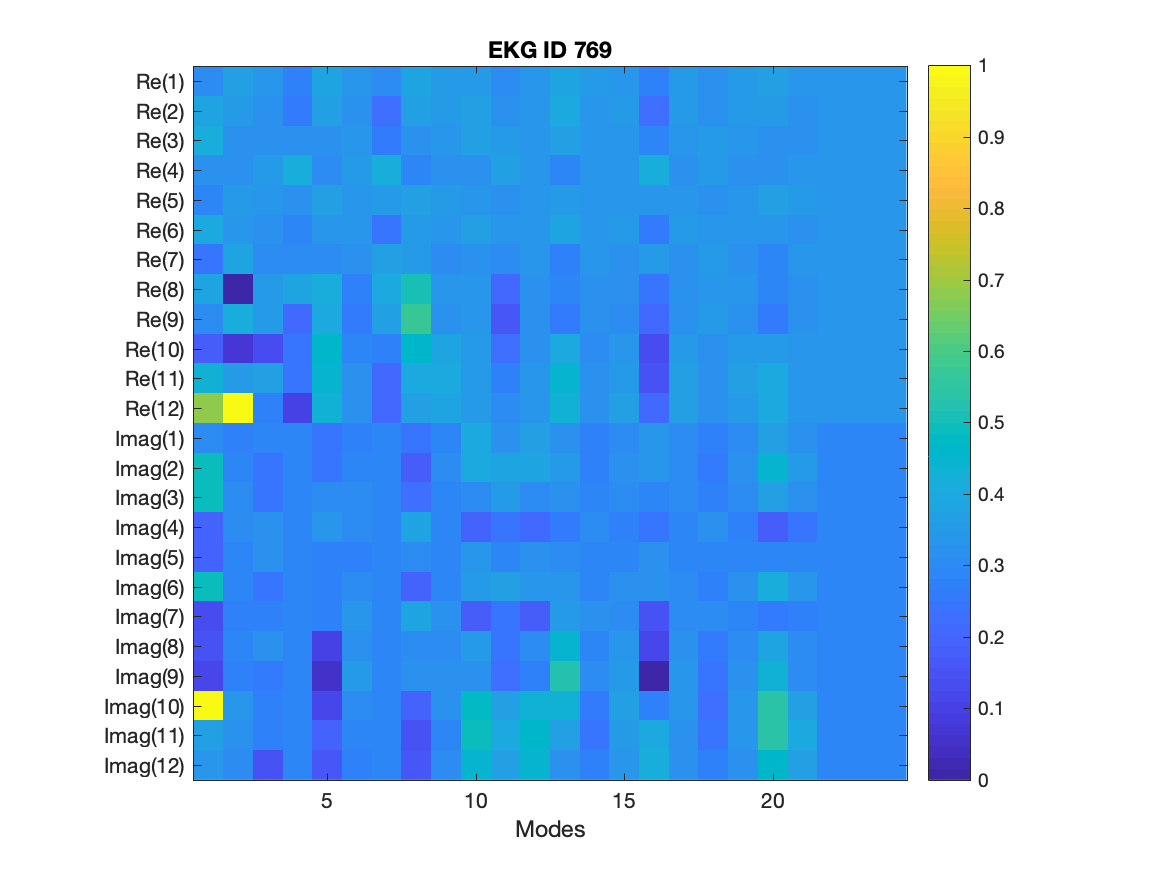 EKG ID 769
Re(1)
Re(2)
Re(3)
Re(4)
Re(5)
Re(6)
Re(7)
Re(8)
Re(9)
Re(10)
Re(11)
Re(12)
Imag(1)
Imag(2)
Imag(3)
Imag(4)
Imag(5)
Imag(6)
Imag(7)
Imag(8)
Imag(9)
Imag(10)
Imag(11)
Imag(12)
5 10 15 20
Modes
1
0.9
0.8
0.7
0.6
0.5
0.4
0.3
0.2
0.1
0